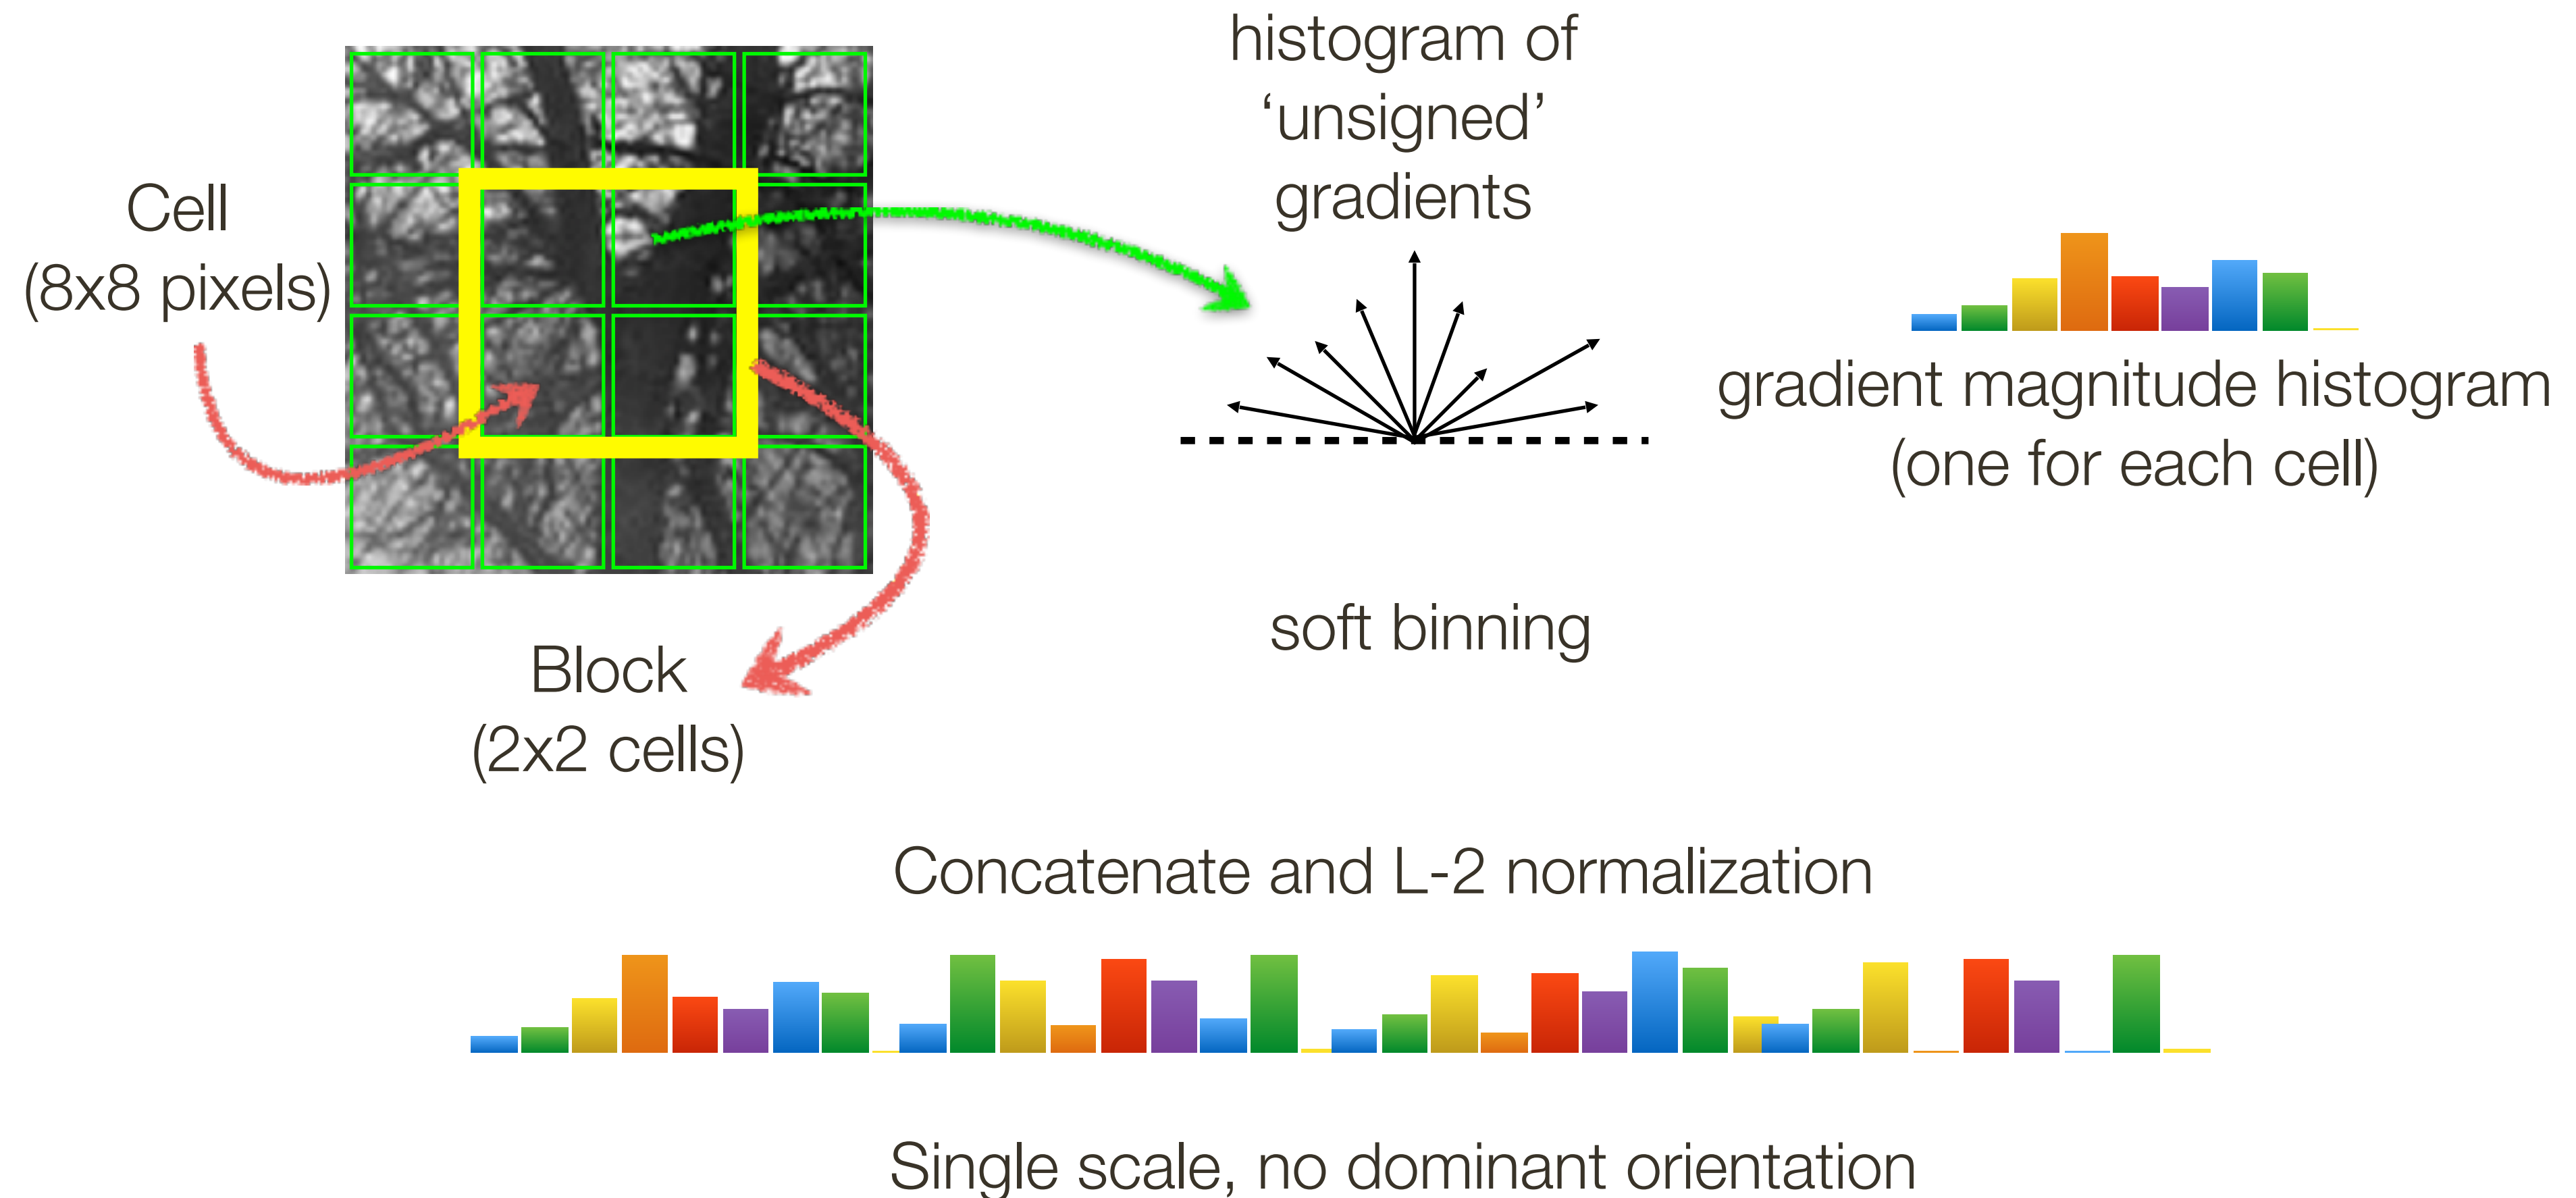 Cell
(8x8 pixels)
Block
(2x2 cells)
histogram of
‘unsigned’
gradients
soft binning
gradient magnitude histogram
(one for each cell)
Concatenate and L-2 normalization
Single scale, no dominant orientation